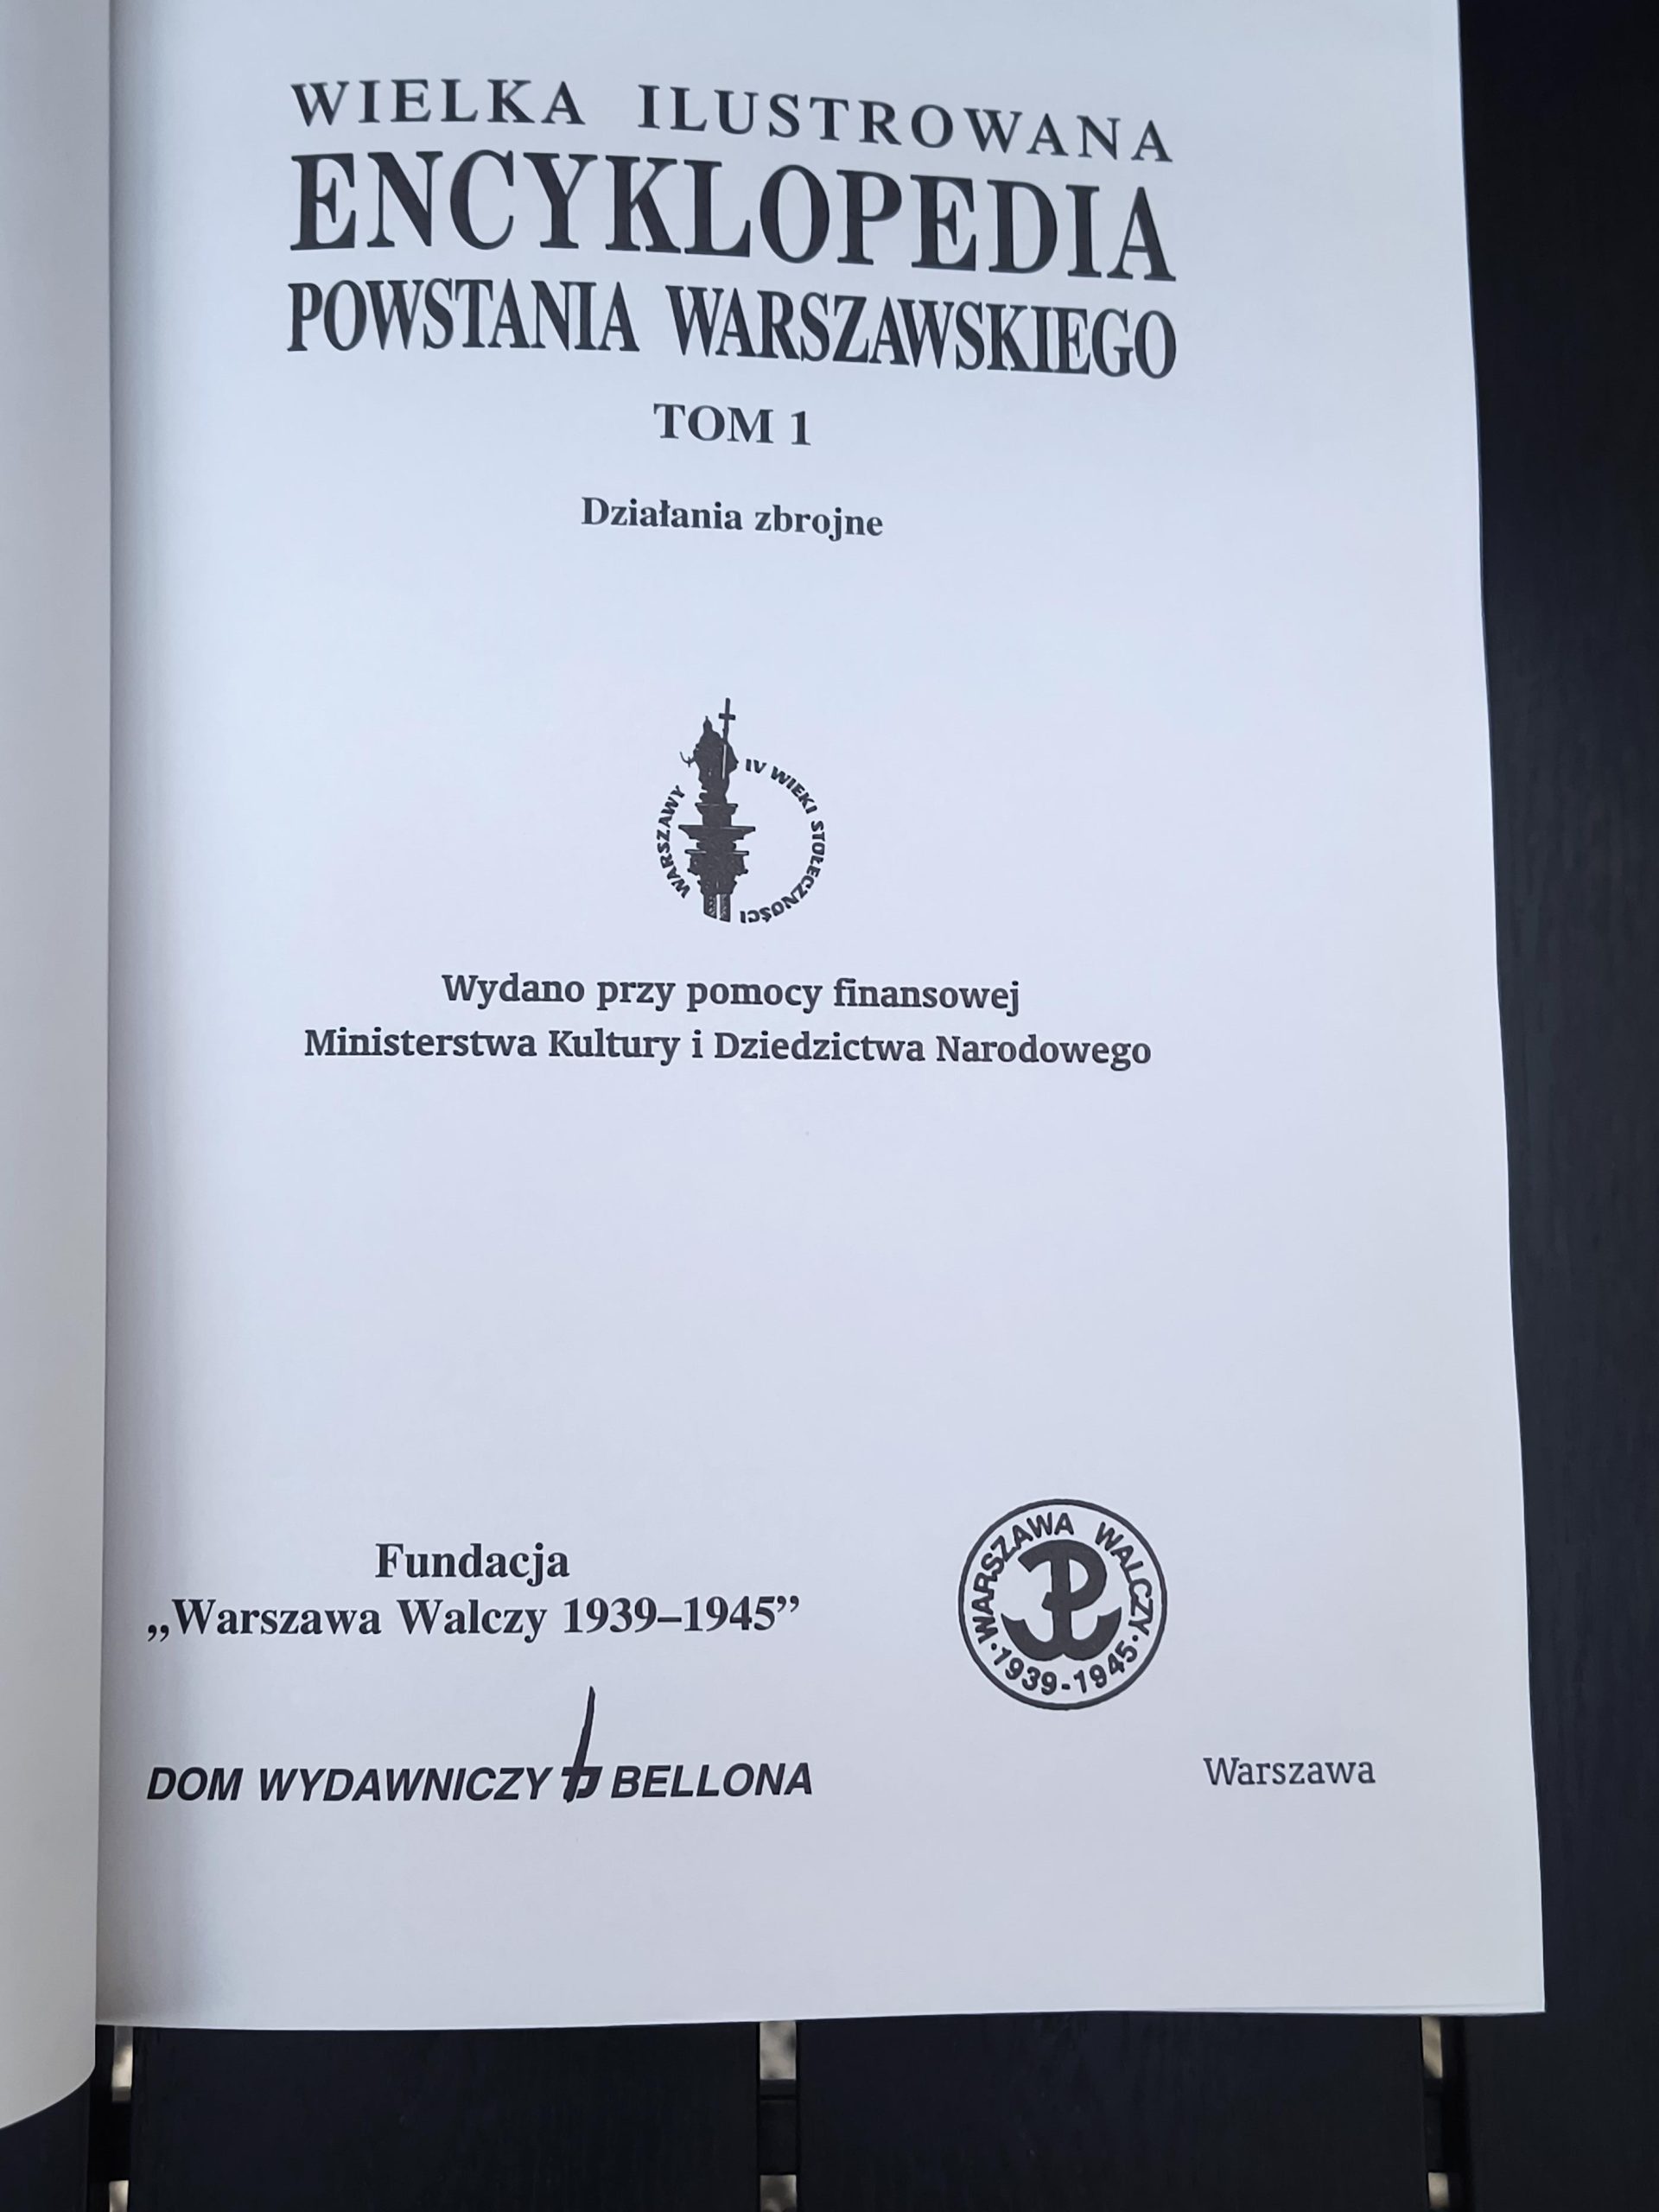 WIELKA ILUSTROWANA
ENCYKLOPEDIA
POWSTANIA WARSZAWSKIEGO
TOM 1
Działania zbrojne
IV WIEKI STOŁECZNOŚCI WARSZAWY
Wydano przy pomocy finansowej
Ministerstwa Kultury i Dziedzictwa Narodowego
Fundacja
„Warszawa Walczy 1939–1945”
WARSZAWA WALCZY
·1939-1945·
DOM WYDAWNICZY BELLONA
Warszawa